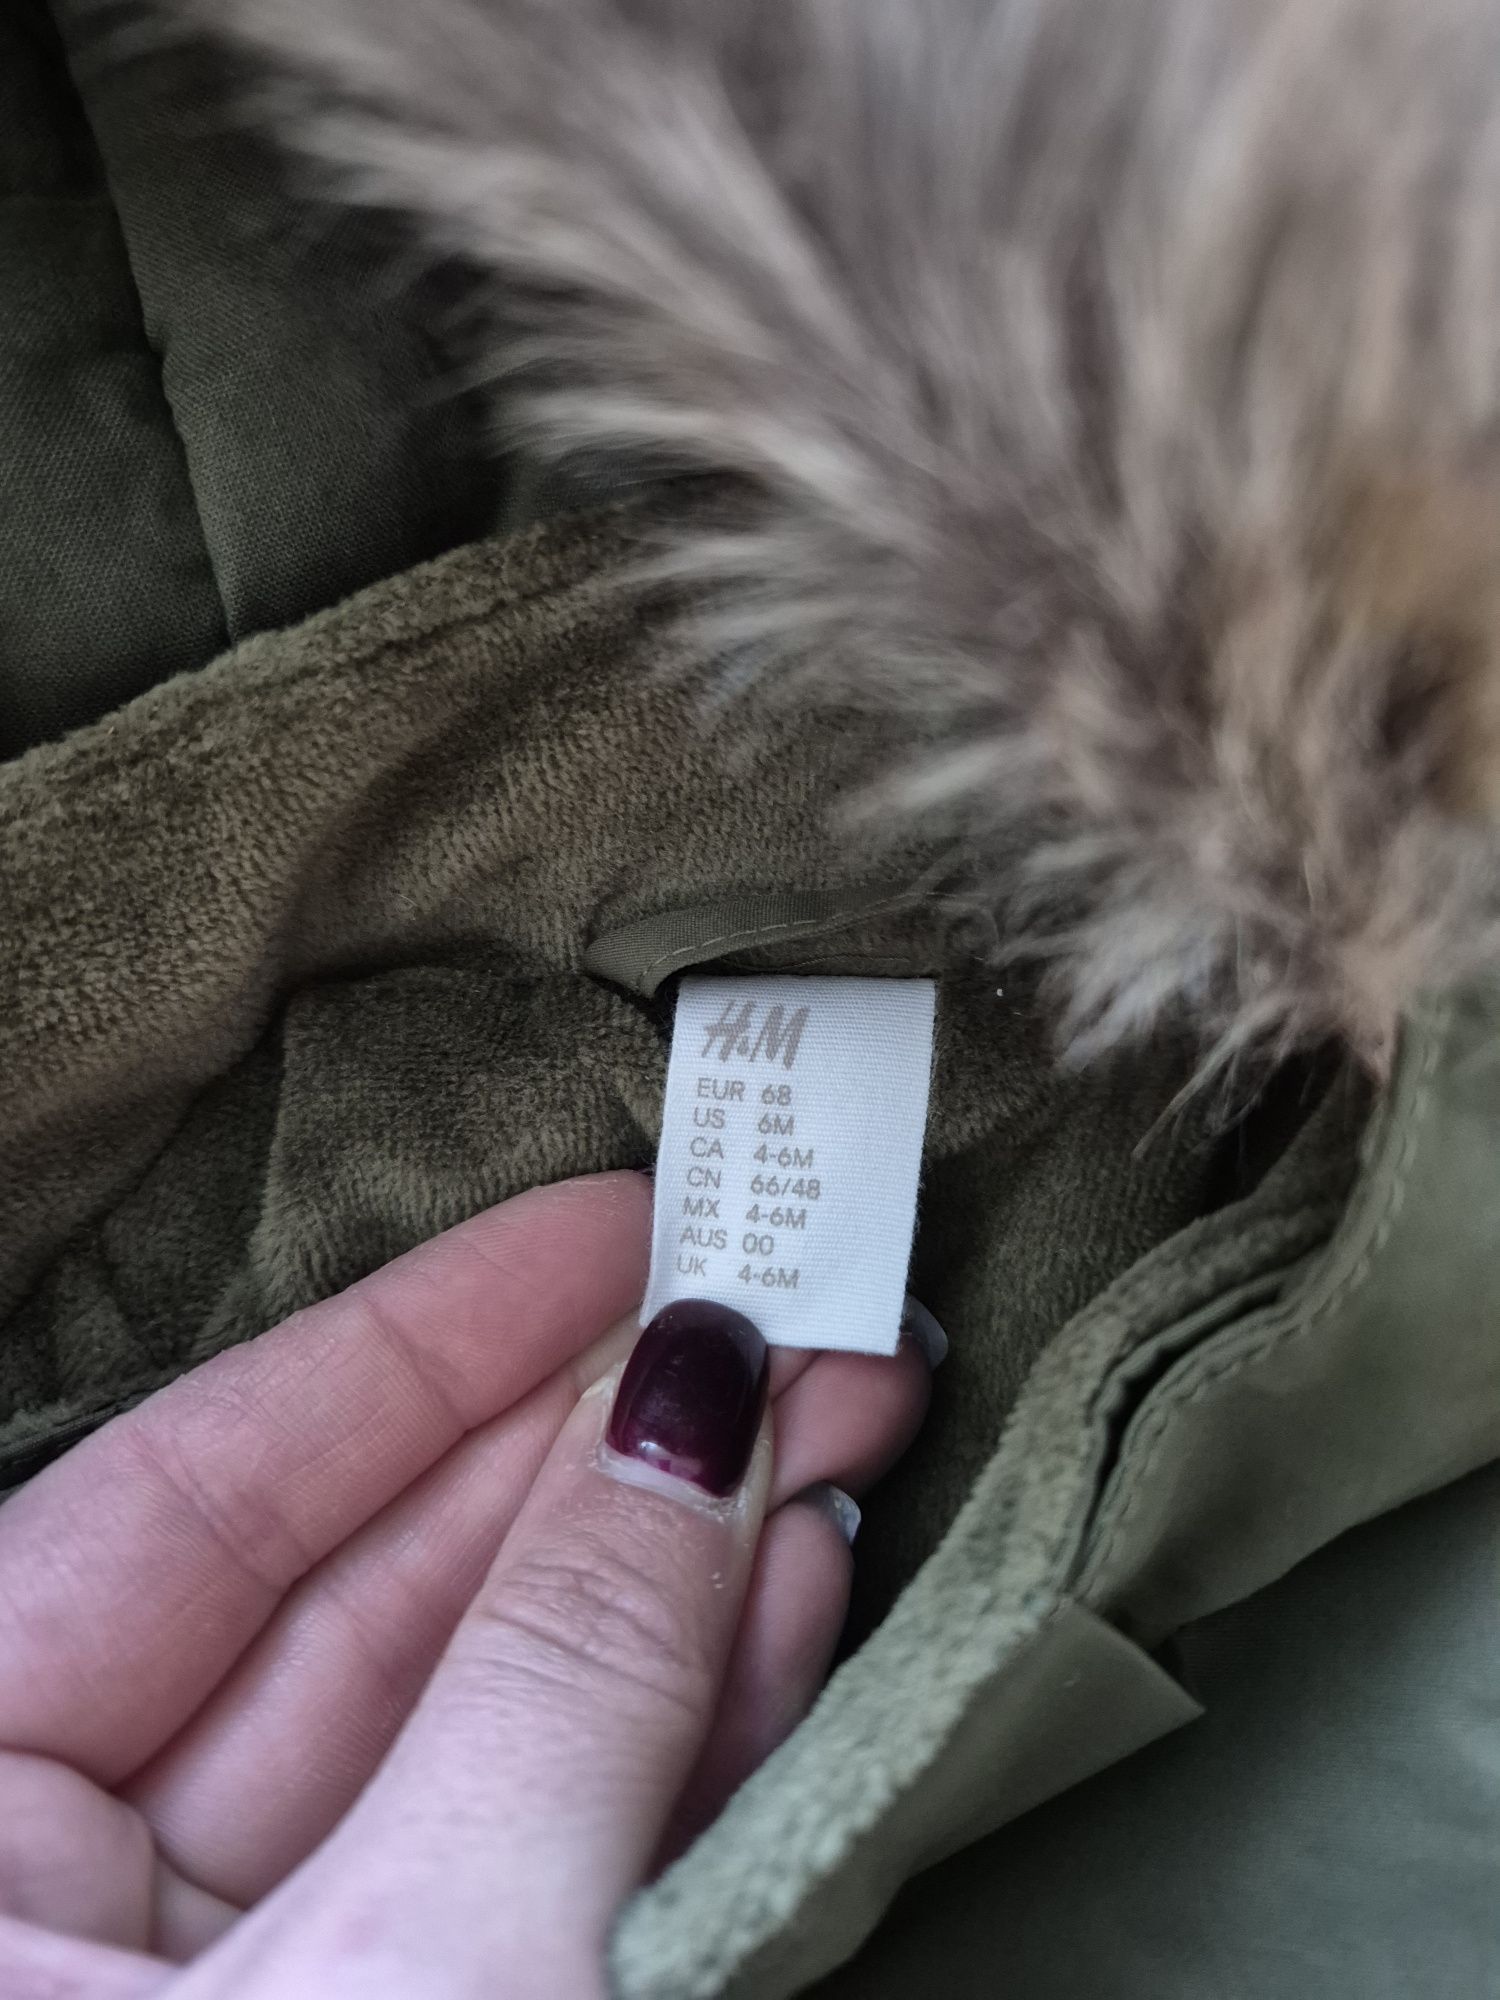 H&M
EUR 68
US 6M
CA 4-6M
CN 66/48
MX 4-6M
AUS 00
UK 4-6M